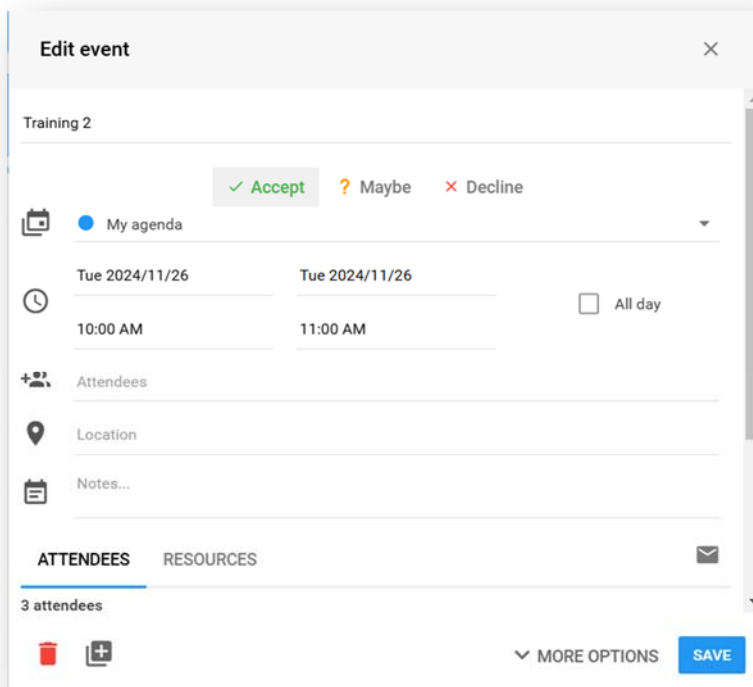 Edit event
Training 2
Accept ? Maybe Decline
My agenda
Tue 2024/11/26 Tue 2024/11/26
All day
10:00 AM 11:00 AM
Attendees
Location
Notes...
ATTENDEES RESOURCES
3 attendees
MORE OPTIONS SAVE